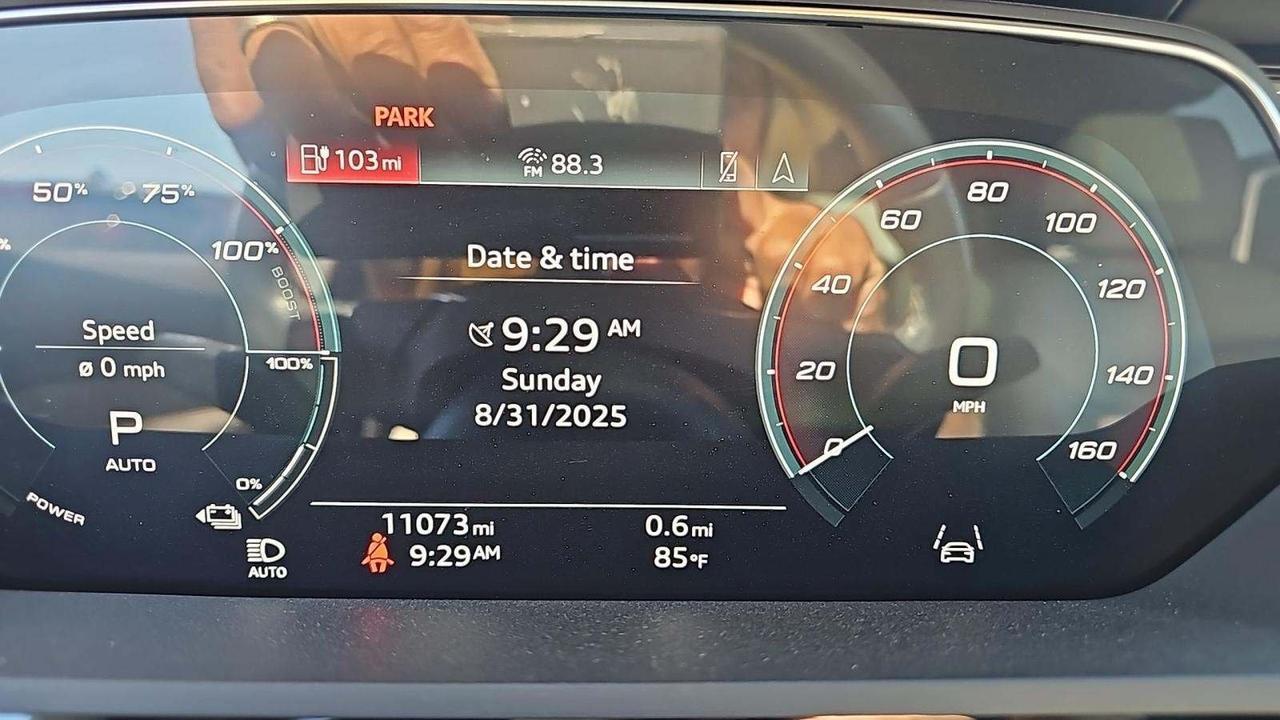 PARK
103 mi
FM 88.3
50% 75%
%
100%
BOOST
Speed
ø 0 mph
P
AUTO
100%
0%
POWER
AUTO
Date & time
9:29 AM
Sunday
8/31/2025
11073 mi
0.6 mi
9:29 AM
85°F
0
20
40
60
80
100
120
140
160
0
MPH